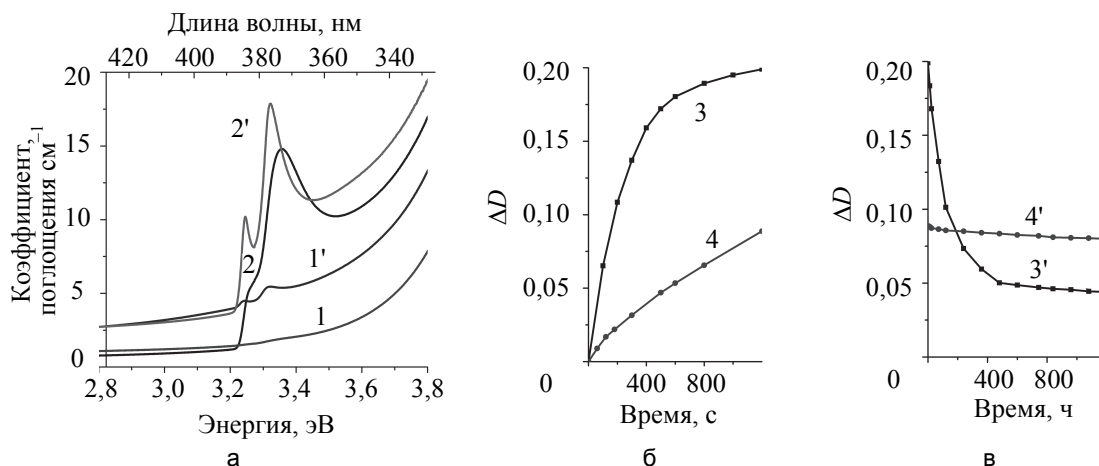 Длина волны, нм
420 400 380 360 340
Коэффициент,
поглощения см⁻¹
20
15
10
5
0
2'
2
1'
1
2,8 3,0 3,2 3,4 3,6 3,8
Энергия, эВ
а
ΔD
0,20
0,15
0,10
0,05
0
3
4
400 800
Время, с
б
ΔD
0,20
0,15
0,10
0,05
0
4'
3'
400 800
Время, ч
в